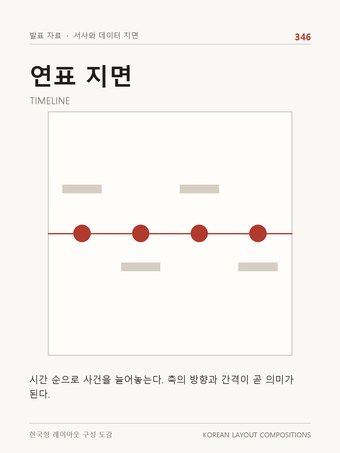 발표 자료 · 서사와 데이터 지면
346
연표 지면
TIMELINE
시간 순으로 사건을 늘어놓는다. 축의 방향과 간격이 곧 의미가
된다.
한국형 레이아웃 구성 도감
KOREAN LAYOUT COMPOSITIONS